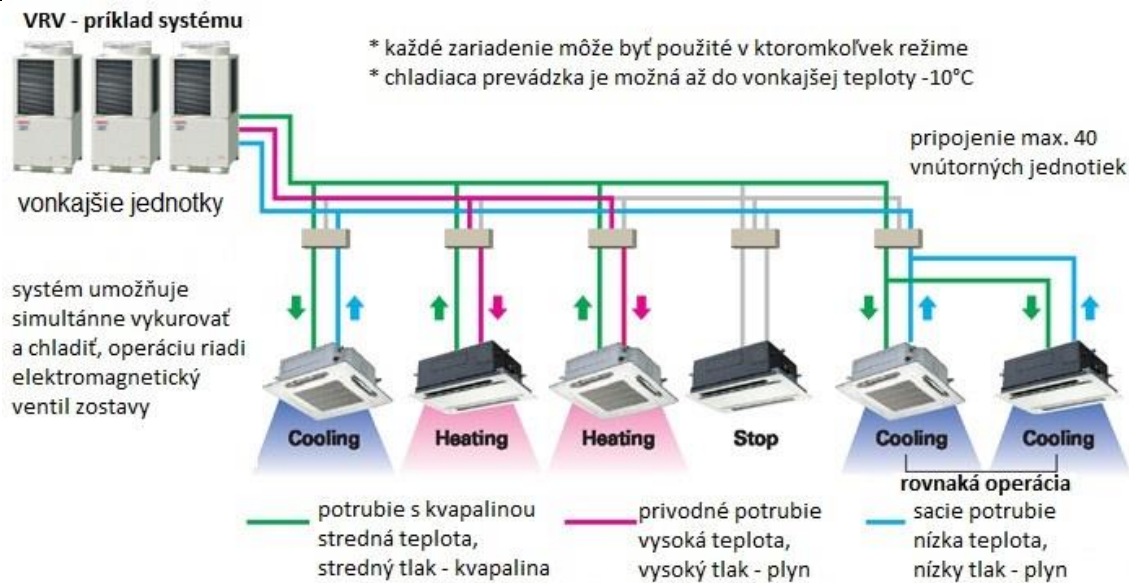 VRV - príklad systému
* každé zariadenie môže byť použité v ktoromkoľvek režime
* chladiaca prevádzka je možná až do vonkajšej teploty -10°C
pripojenie max. 40
vnútorných jednotiek
vonkajšie jednotky
systém umožňuje
simultánne vykurovať
a chladiť, operáciu riadi
elektromagnetický
ventil zostavy
Cooling
Heating
Heating
Stop
Cooling
Cooling
rovnaká operácia
potrubie s kvapalinou
stredná teplota,
stredný tlak - kvapalina
privodné potrubie
vysoká teplota,
vysoký tlak - plyn
sacie potrubie
nízka teplota,
nízky tlak - plyn